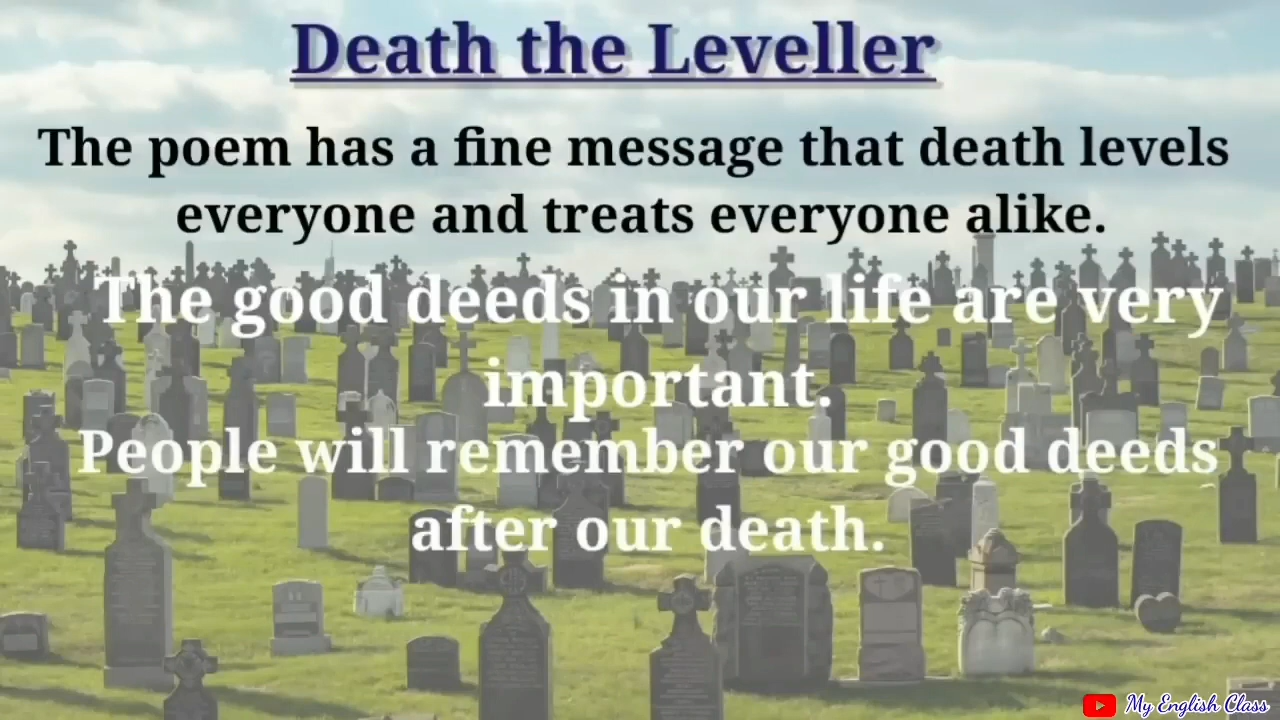 Death the Leveller
The poem has a fine message that death levels
everyone and treats everyone alike.
The good deeds in our life are very
important.
People will remember our good deeds
after our death.
My English Class